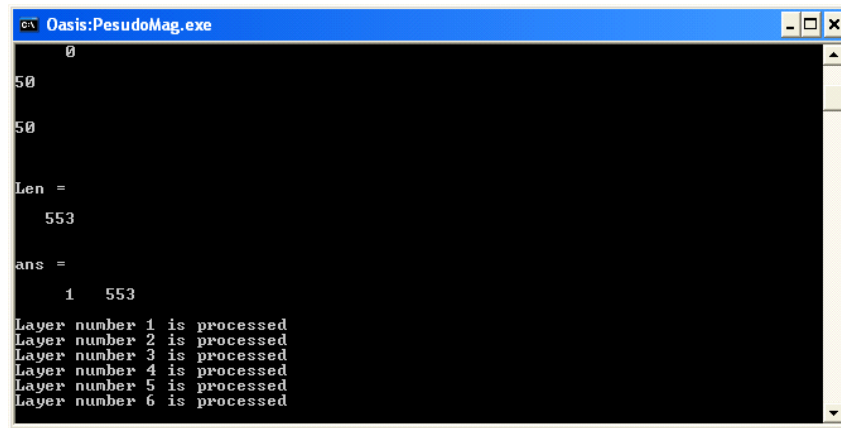 Oasis:PesudoMag.exe
0
50
50
Len =
553
ans =
1 553
Layer number 1 is processed
Layer number 2 is processed
Layer number 3 is processed
Layer number 4 is processed
Layer number 5 is processed
Layer number 6 is processed